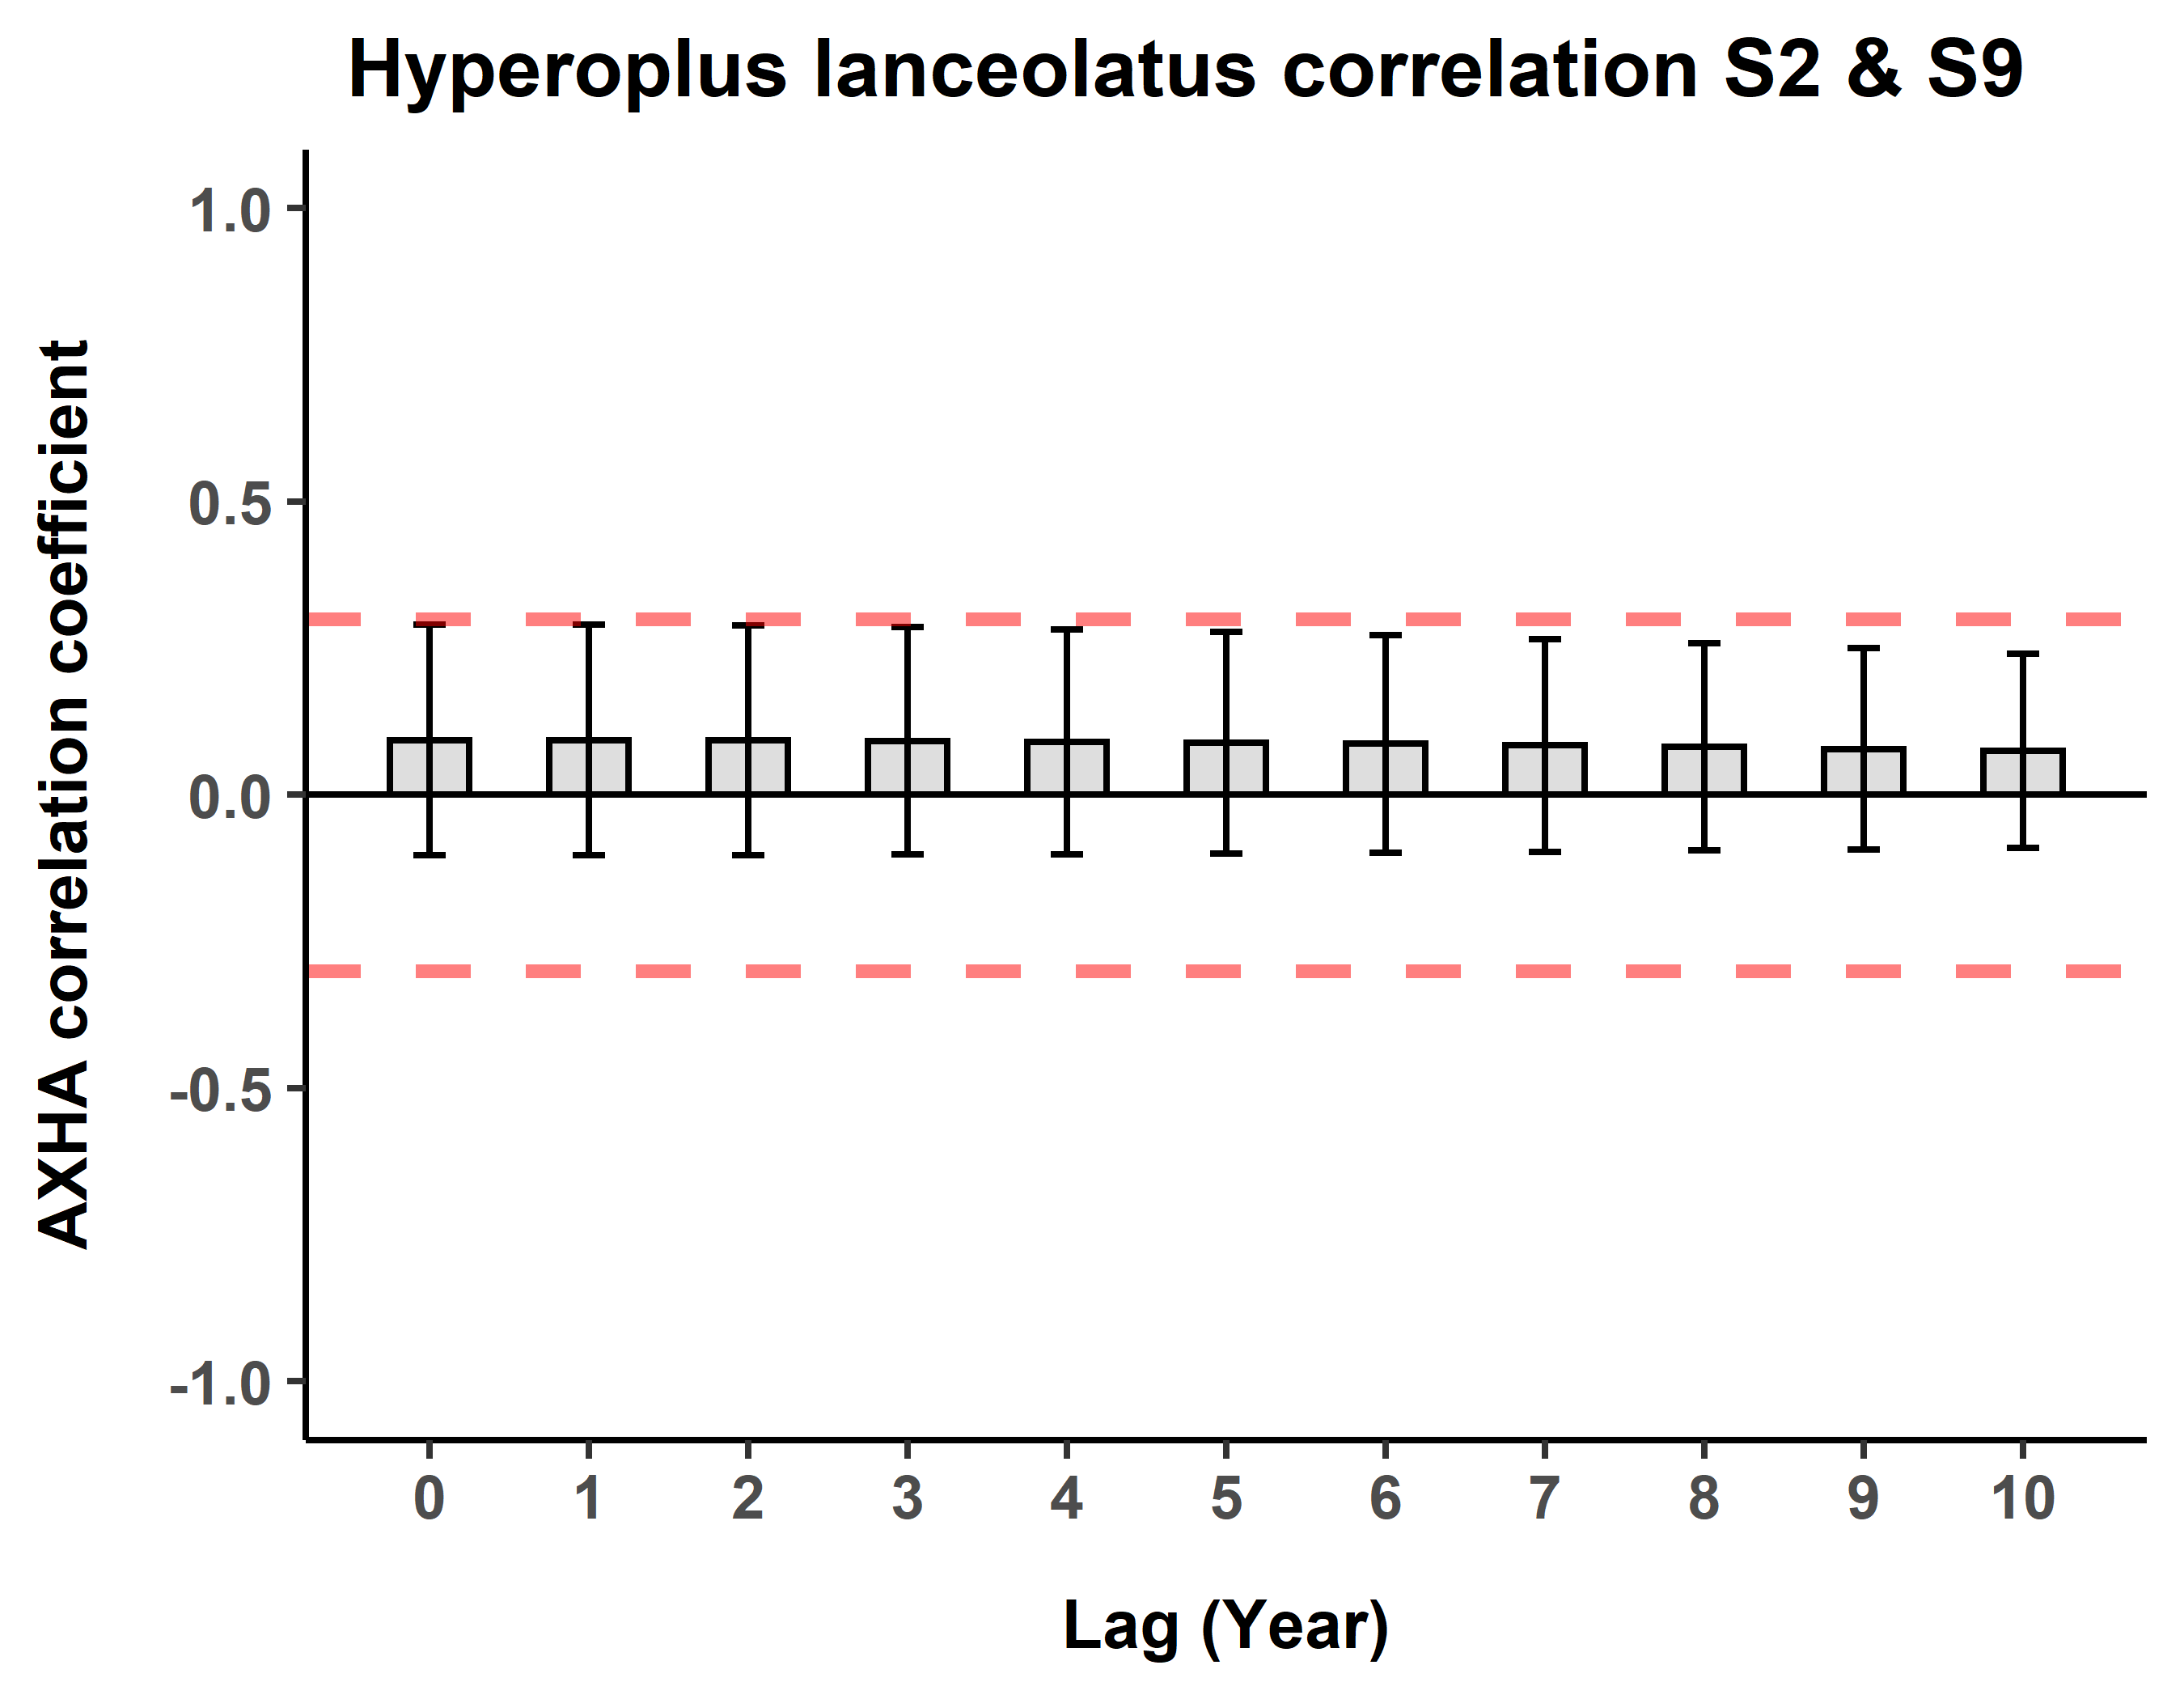 Hyperoplus lanceolatus correlation S2 & S9
AXHA correlation coefficient
1.0
0.5
0.0
-0.5
-1.0
0 1 2 3 4 5 6 7 8 9 10
Lag (Year)